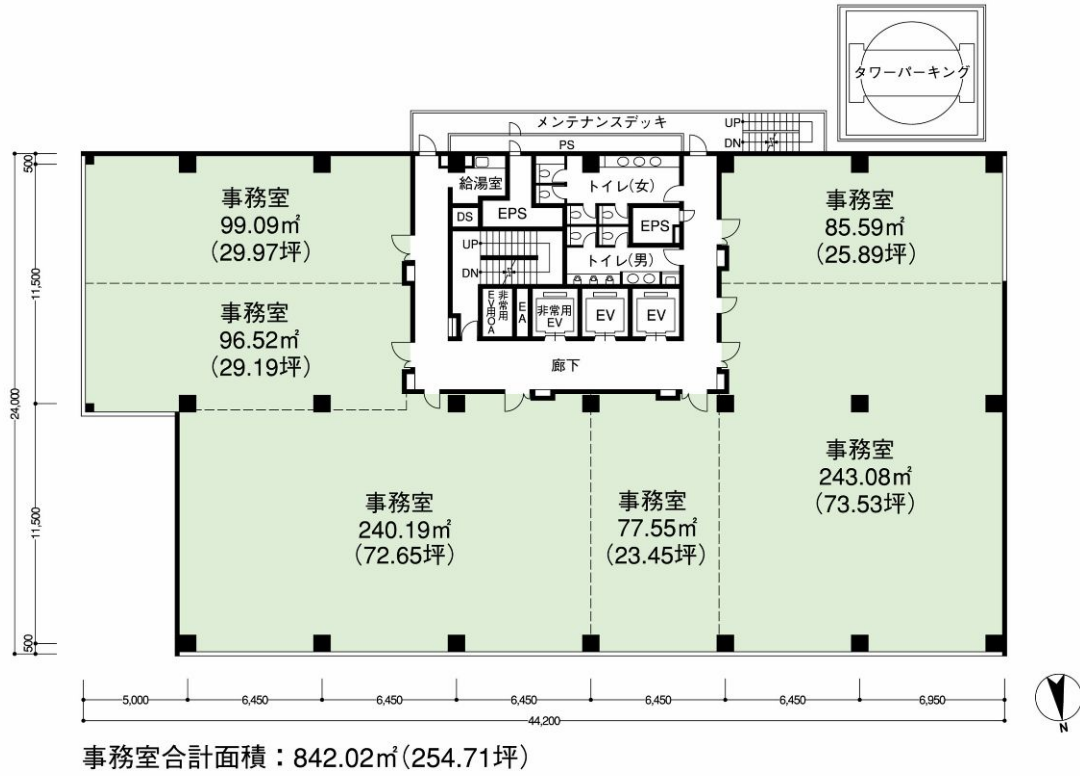 タワーパーキング
メンテナンスデッキ
UP
DN
PS
給湯室
トイレ(女)
DS
EPS
EPS
UP
DN
トイレ(男)
非常用
EV用OA
EA
非常用
EV
EV
EV
廊下
事務室
99.09㎡
(29.97坪)
事務室
96.52㎡
(29.19坪)
事務室
85.59㎡
(25.89坪)
事務室
243.08㎡
(73.53坪)
事務室
240.19㎡
(72.65坪)
事務室
77.55㎡
(23.45坪)
500
11,500
24,000
11,500
500
5,000
6,450
6,450
6,450
6,450
6,450
6,950
44,200
N
事務室合計面積：842.02㎡(254.71坪)